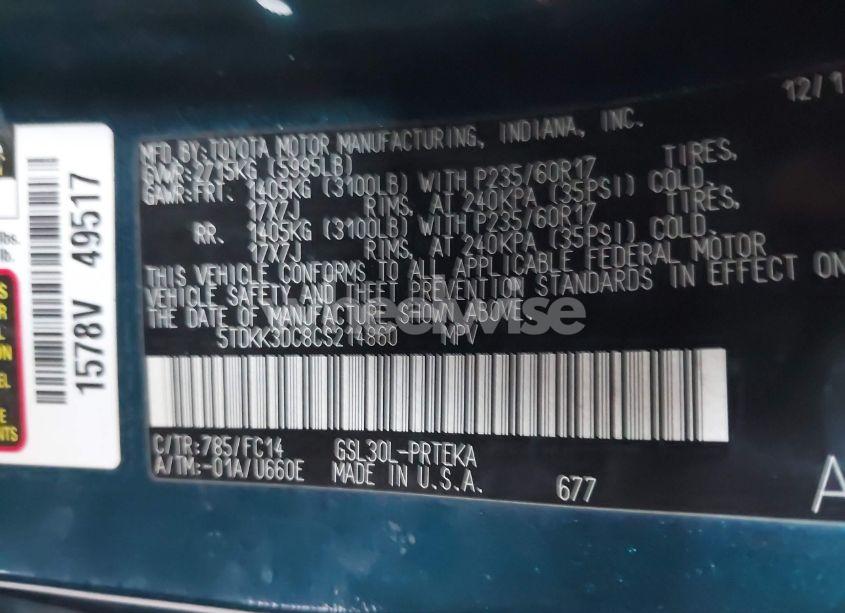 12/1
MFD.BY:TOYOTA MOTOR MANUFACTURING, INDIANA, INC.
GVWR:2715KG (5995LB)
GAWR:FRT. 1405KG (3100LB) WITH P235/60R17 TIRES,
17X7J RIMS, AT 240KPA (35PSI) COLD.
RR. 1405KG (3100LB) WITH P235/60R17 TIRES,
17X7J RIMS, AT 240KPA (35PSI) COLD.
THIS VEHICLE CONFORMS TO ALL APPLICABLE FEDERAL MOTOR
VEHICLE SAFETY AND THEFT PREVENTION STANDARDS IN EFFECT ON
THE DATE OF MANUFACTURE SHOWN ABOVE.
5TDKK3DC8CS214860 MPV
C/TR:785/FC14 GSL30L-PRTEKA
A/TM:-01A/U660E MADE IN U.S.A.
677
A
1578V 49517
lbs.
lb.